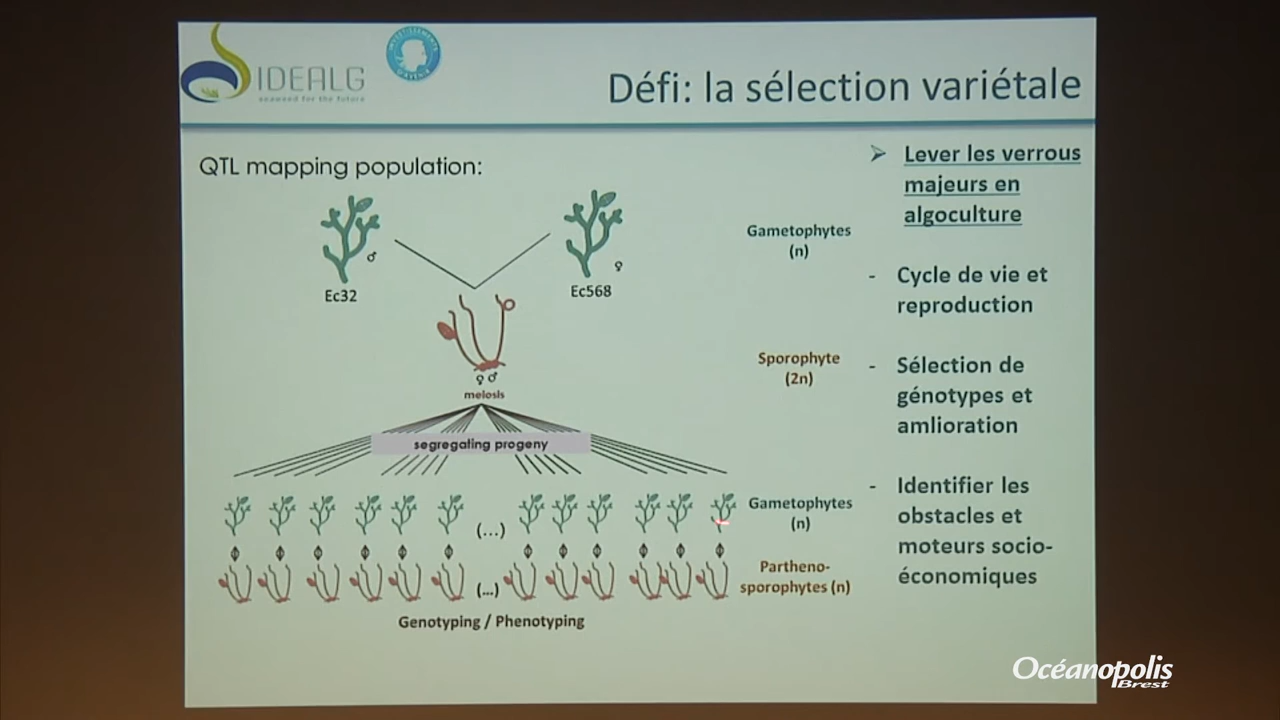 IDEALG
seaweed for the future
INVESTISSEMENTS
D'AVENIR
Défi: la sélection variétale
QTL mapping population:
♂
Ec32
♀
Ec568
♀ ♂
meiosis
segregating progeny
(...)
(...)
Genotyping / Phenotyping
Gametophytes
(n)
Sporophyte
(2n)
Gametophytes
(n)
Partheno-
sporophytes (n)
➢ Lever les verrous
majeurs en
algoculture
- Cycle de vie et
reproduction
- Sélection de
génotypes et
amlioration
- Identifier les
obstacles et
moteurs socio-
économiques
Océanopolis
Brest